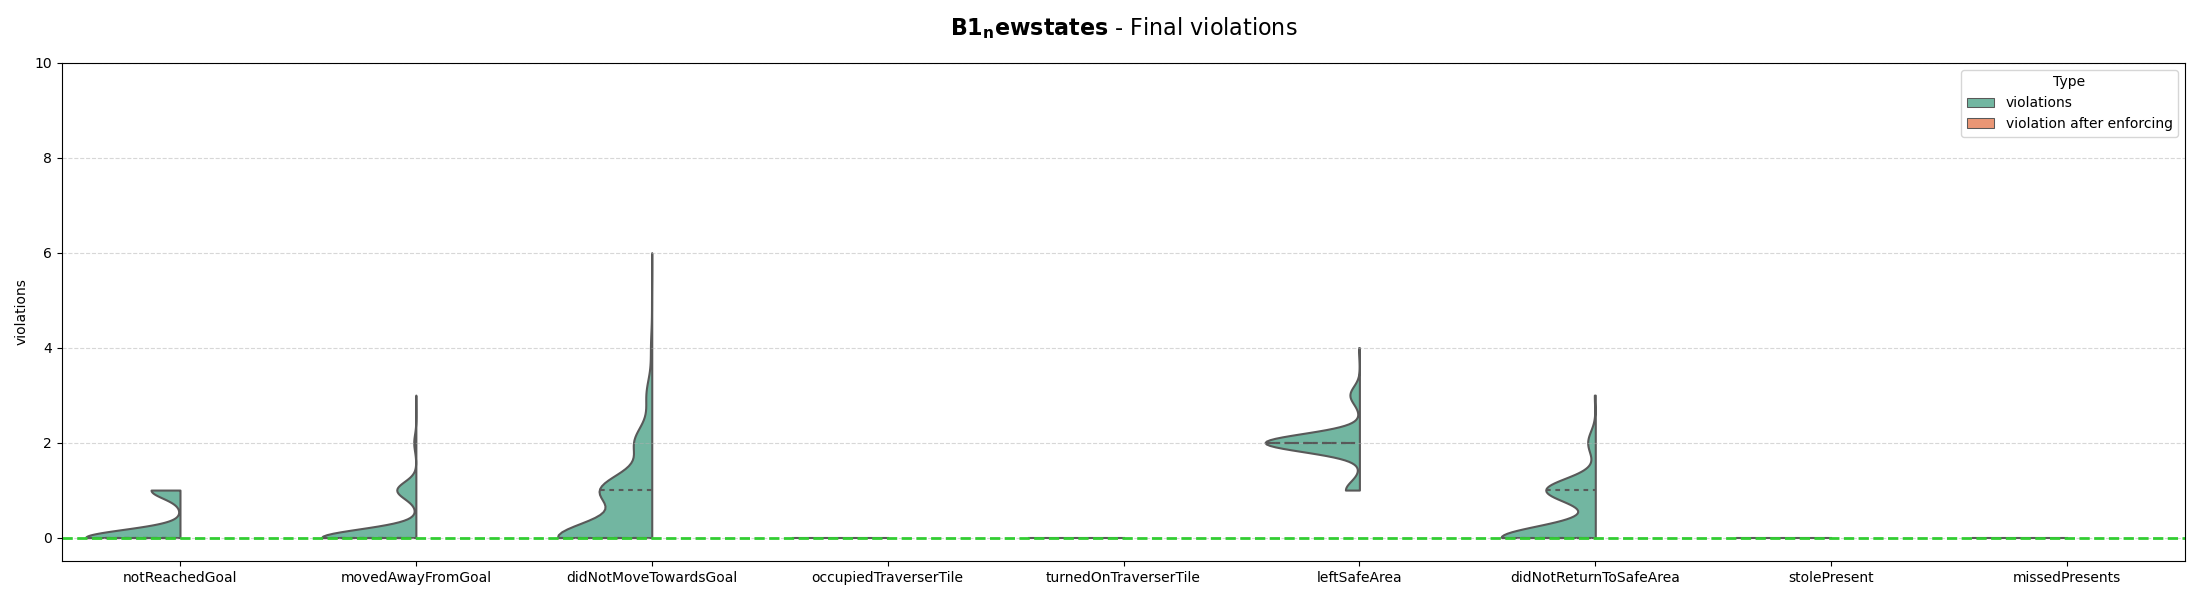 B1newstates - Final violations
10
Type
violations
violation after enforcing
8
6
violations
4
2
0
notReachedGoal movedAwayFromGoal didNotMoveTowardsGoal occupiedTraverserTile turnedOnTraverserTile leftSafeArea didNotReturnToSafeArea stolePresent missedPresents